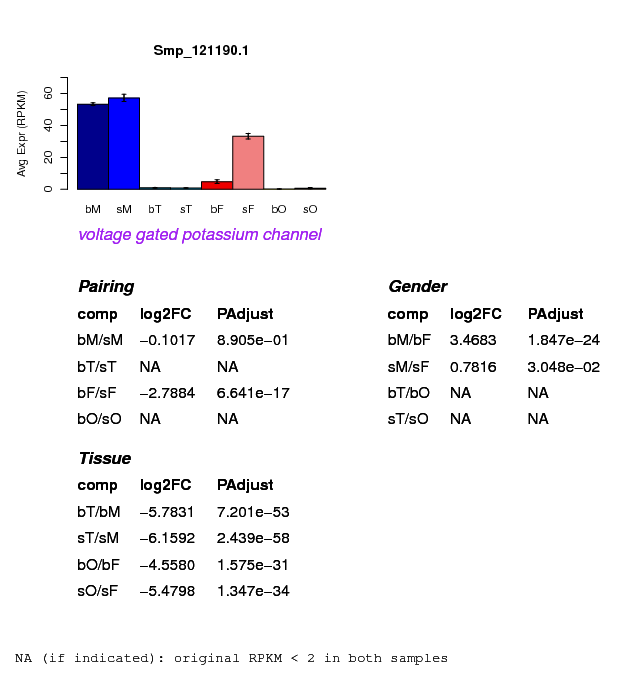 Smp_121190.1
Avg Expr (RPKM)
60
40
20
0
bM sM bT sT bF sF bO sO
voltage gated potassium channel
Pairing
comp log2FC PAdjust
bM/sM −0.1017 8.905e−01
bT/sT NA NA
bF/sF −2.7884 6.641e−17
bO/sO NA NA
Gender
comp log2FC PAdjust
bM/bF 3.4683 1.847e−24
sM/sF 0.7816 3.048e−02
bT/bO NA NA
sT/sO NA NA
Tissue
comp log2FC PAdjust
bT/bM −5.7831 7.201e−53
sT/sM −6.1592 2.439e−58
bO/bF −4.5580 1.575e−31
sO/sF −5.4798 1.347e−34
NA (if indicated): original RPKM < 2 in both samples